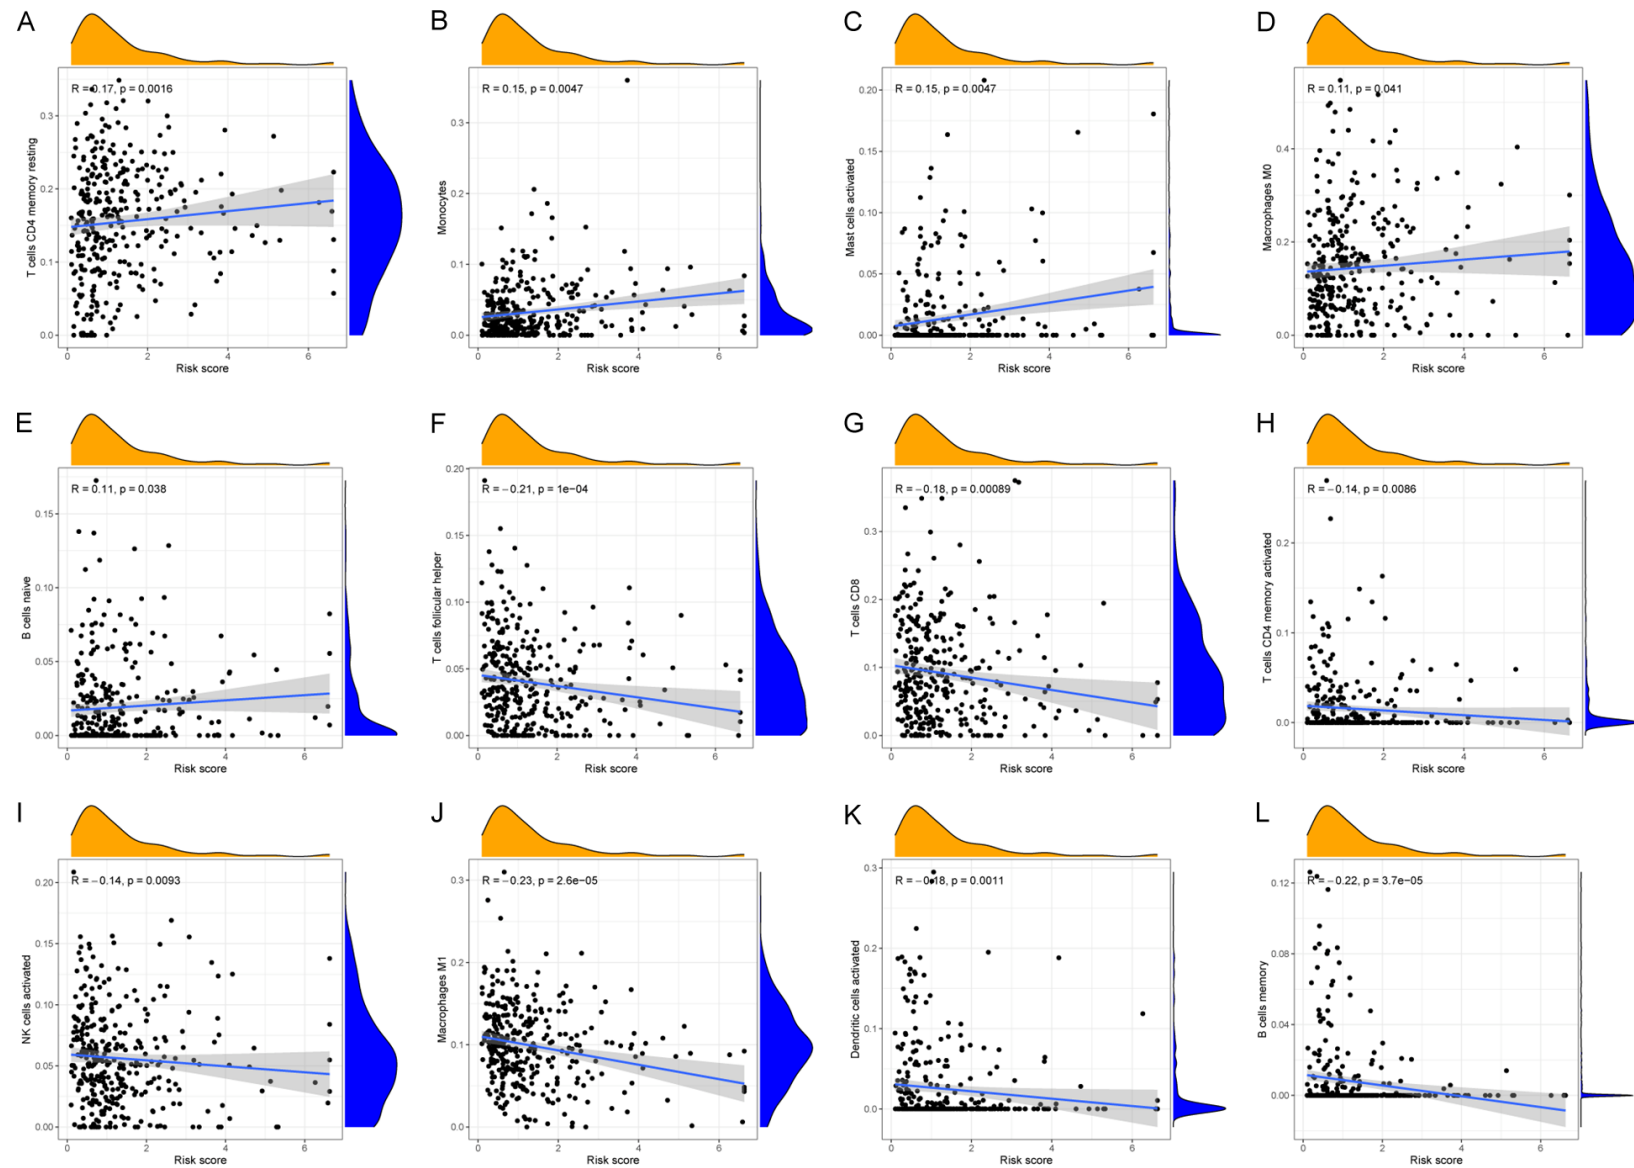 A
B
C
D
R = 0.17, p = 0.0016
R = 0.15, p = 0.0047
R = 0.15, p = 0.0047
R = 0.11, p = 0.041
T cells CD4 memory resting
Monocytes
Mast cells activated
Macrophages M0
0.3
0.2
0.1
0.0
0.3
0.2
0.1
0.0
0.20
0.15
0.10
0.05
0.00
0.4
0.2
0.0
0 2 4 6
0 2 4 6
0 2 4 6
0 2 4 6
Risk score
Risk score
Risk score
Risk score
E
F
G
H
R = 0.11, p = 0.038
R = −0.21, p = 1e−04
R = −0.18, p = 0.00089
R = −0.14, p = 0.0086
B cells naive
T cells follicular helper
T cells CD8
T cells CD4 memory activated
0.15
0.10
0.05
0.00
0.20
0.15
0.10
0.05
0.00
0.3
0.2
0.1
0.0
0.2
0.1
0.0
0 2 4 6
0 2 4 6
0 2 4 6
0 2 4 6
Risk score
Risk score
Risk score
Risk score
I
J
K
L
R = −0.14, p = 0.0093
R = −0.23, p = 2.6e−05
R = −0.18, p = 0.0011
R = −0.22, p = 3.7e−05
NK cells activated
Macrophages M1
Dendritic cells activated
B cells memory
0.20
0.15
0.10
0.05
0.00
0.3
0.2
0.1
0.0
0.3
0.2
0.1
0.0
0.12
0.08
0.04
0.00
0 2 4 6
0 2 4 6
0 2 4 6
0 2 4 6
Risk score
Risk score
Risk score
Risk score